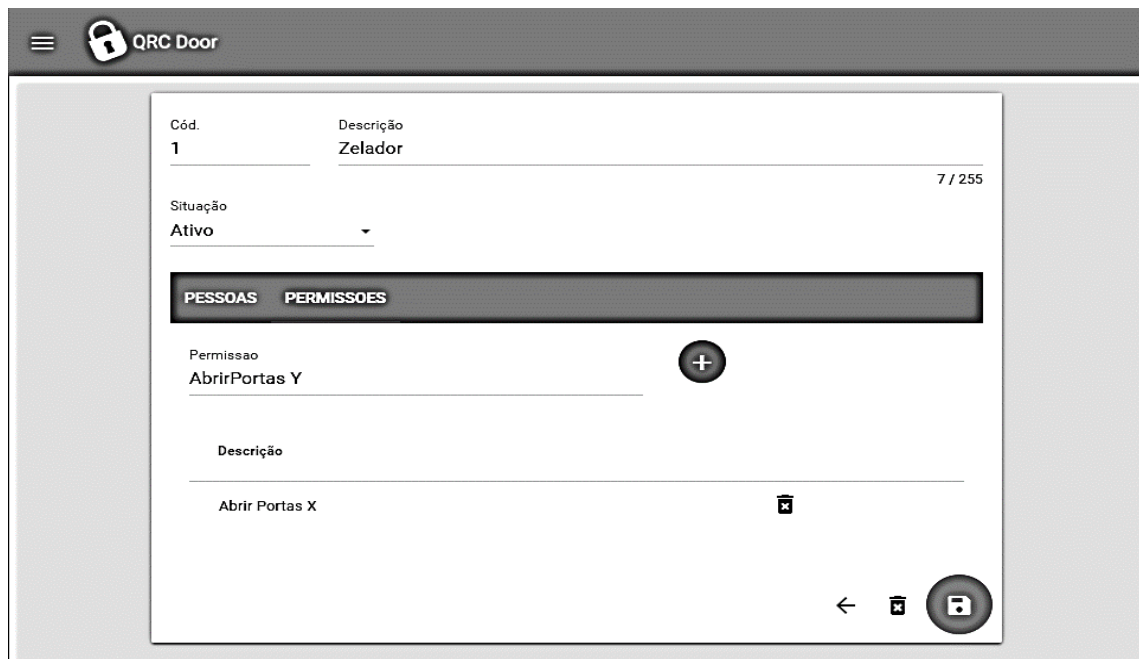 QRC Door
Cód. Descrição
1 Zelador
7 / 255
Situação
Ativo
PESSOAS PERMISSOES
Permissao
AbrirPortas Y
Descrição
Abrir Portas X